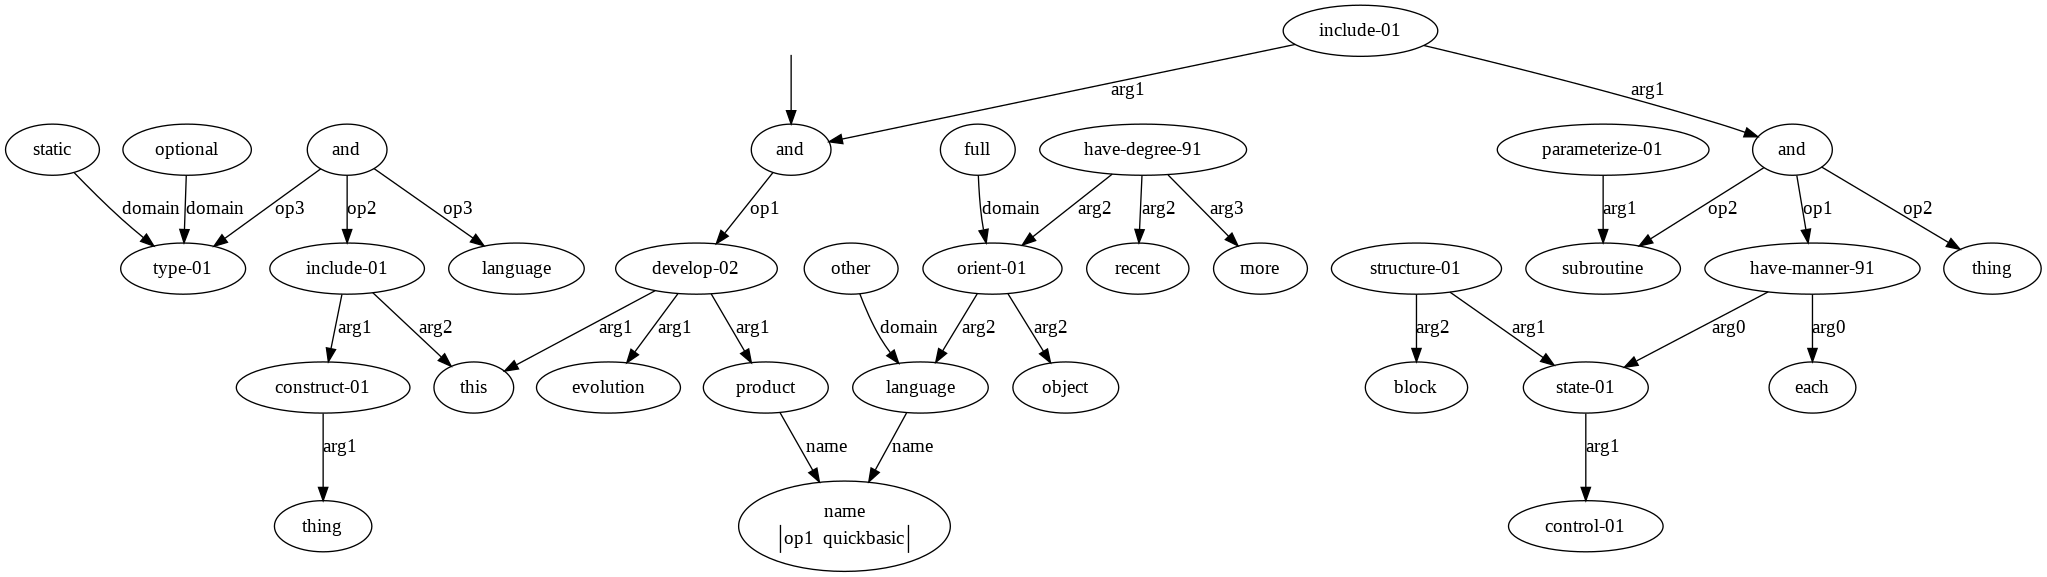 include-01
arg1 arg1
static optional and and full have-degree-91 parameterize-01 and
domain domain op3 op2 op3 op1 domain arg2 arg2 arg3 arg1 op2 op1 op2
type-01 include-01 language develop-02 other orient-01 recent more structure-01 subroutine have-manner-91 thing
arg1 arg2 arg1 arg1 arg1 domain arg2 arg2 arg2 arg1 arg0 arg0
construct-01 this evolution product language object block state-01 each
arg1 name name arg1
thing name control-01
|op1 quickbasic|